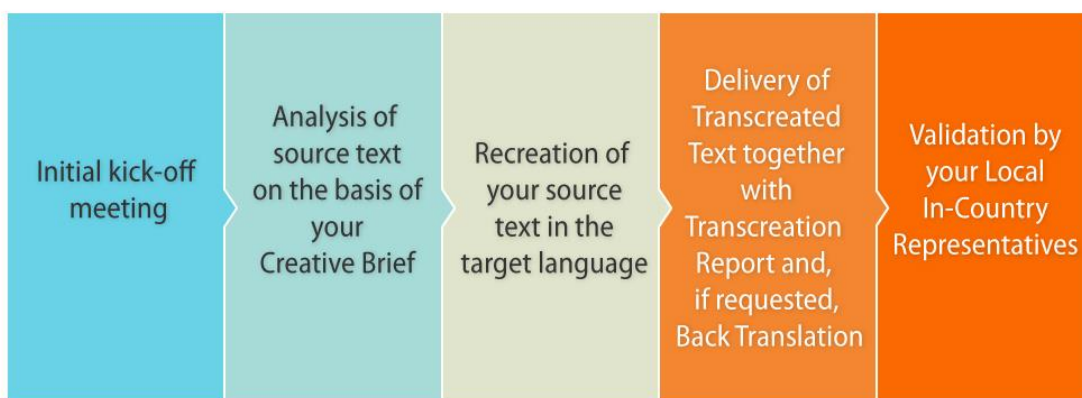 Initial kick-off
meeting
Analysis of
source text
on the basis of
your
Creative Brief
Recreation of
your source
text in the
target language
Delivery of
Transcreated
Text together
with
Transcreation
Report and,
if requested,
Back Translation
Validation by
your Local
In-Country
Representatives